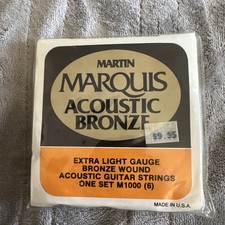 MARTIN
MARQUIS
ACOUSTIC
BRONZE
$9.95
EXTRA LIGHT GAUGE
BRONZE WOUND
ACOUSTIC GUITAR STRINGS
ONE SET M1000 (6)
MADE IN U.S.A.